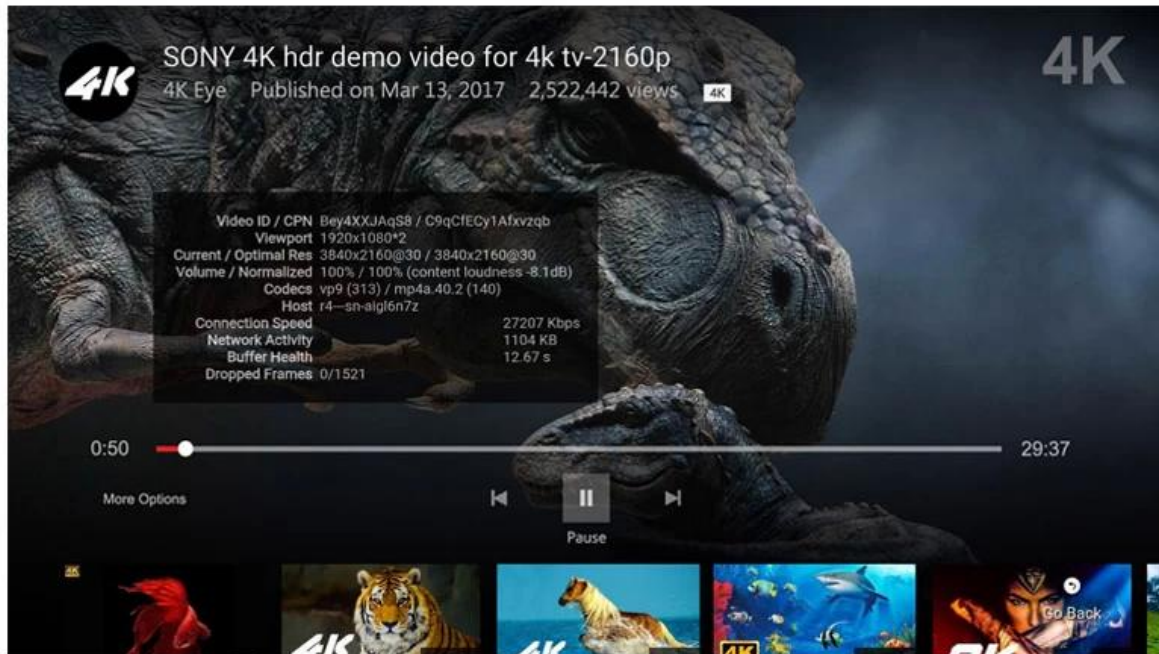 4K
SONY 4K hdr demo video for 4k tv-2160p
4K Eye Published on Mar 13, 2017 2,522,442 views 4K
4K
Video ID / CPN Bey4XXJAqS8 / C9qCfECy1Afxvzqb
Viewport 1920x1080*2
Current / Optimal Res 3840x2160@30 / 3840x2160@30
Volume / Normalized 100% / 100% (content loudness -8.1dB)
Codecs vp9 (313) / mp4a.40.2 (140)
Host r4---sn-aigl6n7z
Connection Speed 27207 Kbps
Network Activity 1104 KB
Buffer Health 12.67 s
Dropped Frames 0/1521
0:50 29:37
More Options
Pause
4K
4K
4K
4K
Go Back